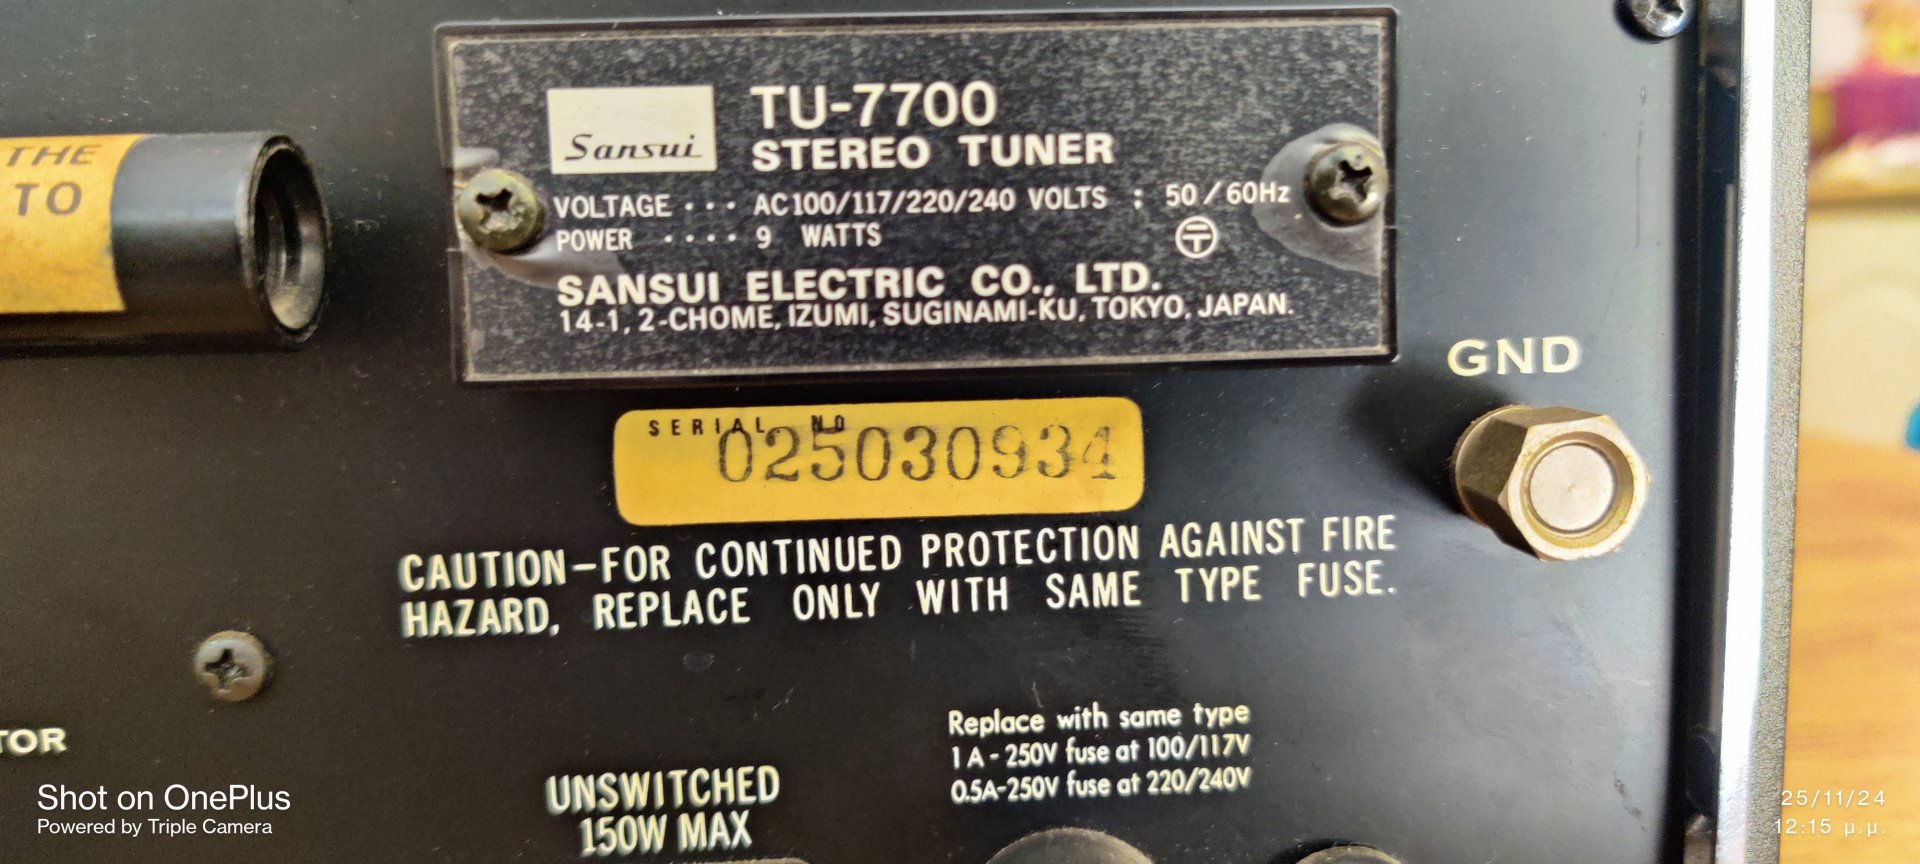 THE
TO
Sansui
TU-7700
STEREO TUNER
VOLTAGE · · · AC100/117/220/240 VOLTS ; 50/60Hz
POWER · · · · 9 WATTS
SANSUI ELECTRIC CO., LTD.
14-1, 2-CHOME, IZUMI, SUGINAMI-KU, TOKYO, JAPAN.
GND
SERIAL NO
025030934
CAUTION–FOR CONTINUED PROTECTION AGAINST FIRE
HAZARD, REPLACE ONLY WITH SAME TYPE FUSE.
Replace with same type
1A-250V fuse at 100/117V
0.5A-250V fuse at 220/240V
TOR
UNSWITCHED
150W MAX
Shot on OnePlus
Powered by Triple Camera
25/11/24
12:15 μ.μ.